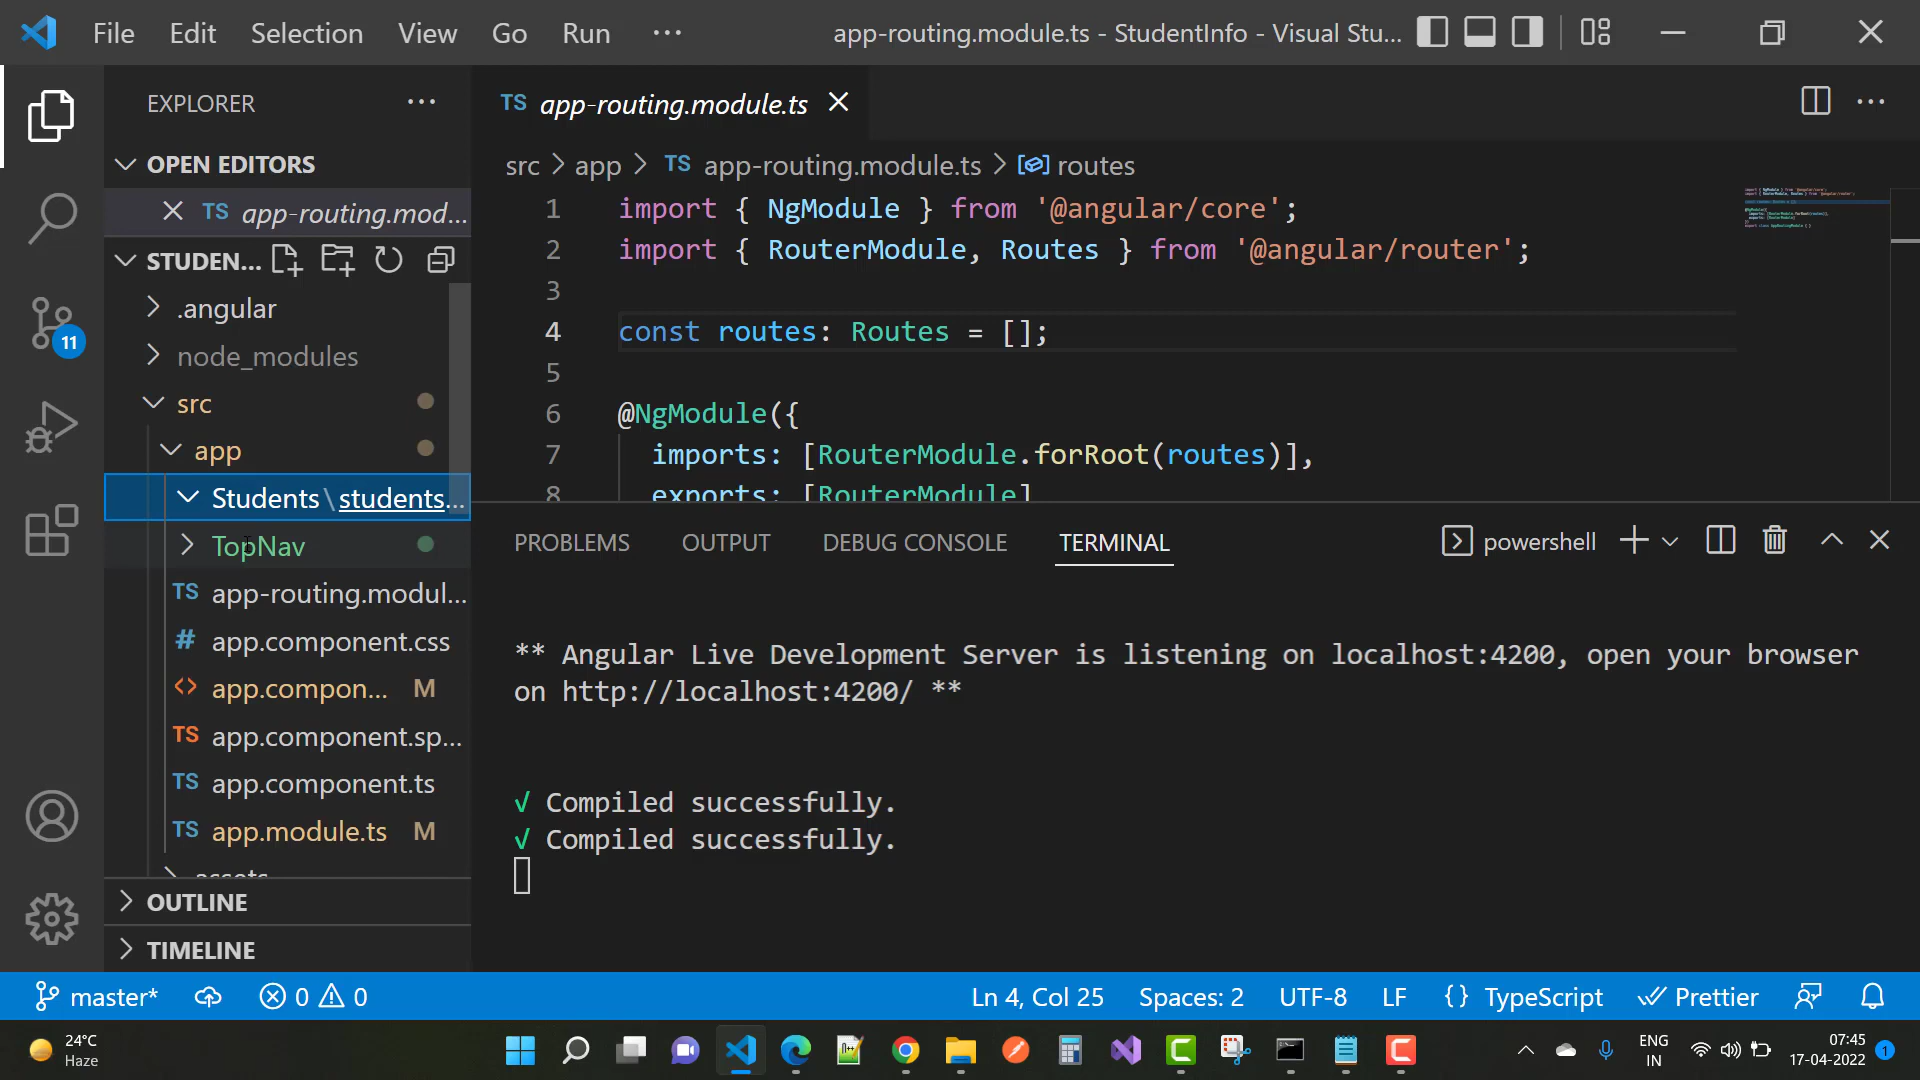 File Edit Selection View Go Run ···
app-routing.module.ts - StudentInfo - Visual Stu...
EXPLORER
OPEN EDITORS
TS app-routing.mod...
STUDEN...
.angular
node_modules
src
app
Students\students...
TopNav
TS app-routing.modul...
# app.component.css
<> app.compon... M
TS app.component.sp...
TS app.component.ts
TS app.module.ts M
OUTLINE
TIMELINE
11
TS app-routing.module.ts
src > app > TS app-routing.module.ts > routes
1 import { NgModule } from '@angular/core';
2 import { RouterModule, Routes } from '@angular/router';
3
4 const routes: Routes = [];
5
6 @NgModule({
7 imports: [RouterModule.forRoot(routes)],
8 exports: [RouterModule]
PROBLEMS OUTPUT DEBUG CONSOLE TERMINAL
powershell
** Angular Live Development Server is listening on localhost:4200, open your browser
on http://localhost:4200/ **
√ Compiled successfully.
√ Compiled successfully.
master* 0 0
Ln 4, Col 25 Spaces: 2 UTF-8 LF {} TypeScript Prettier
24°C
Haze
ENG
IN
07:45
17-04-2022
1